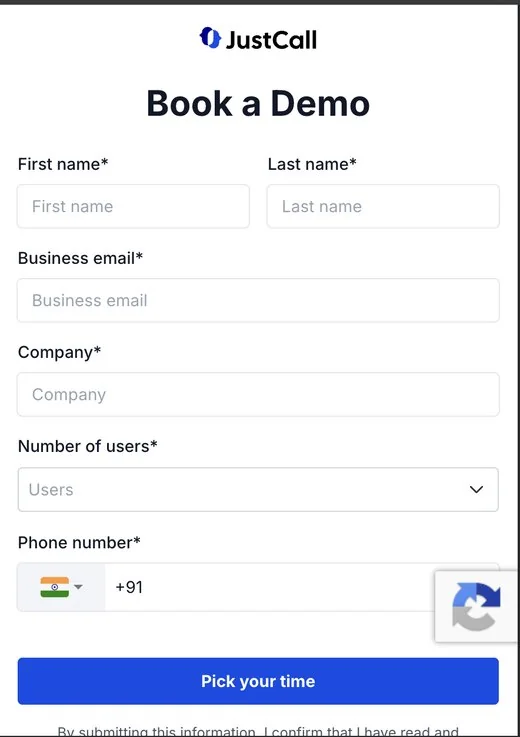 JustCall
Book a Demo
First name* Last name*
First name Last name
Business email*
Business email
Company*
Company
Number of users*
Users
Phone number*
+91
Pick your time
By submitting this information, I confirm that I have read and